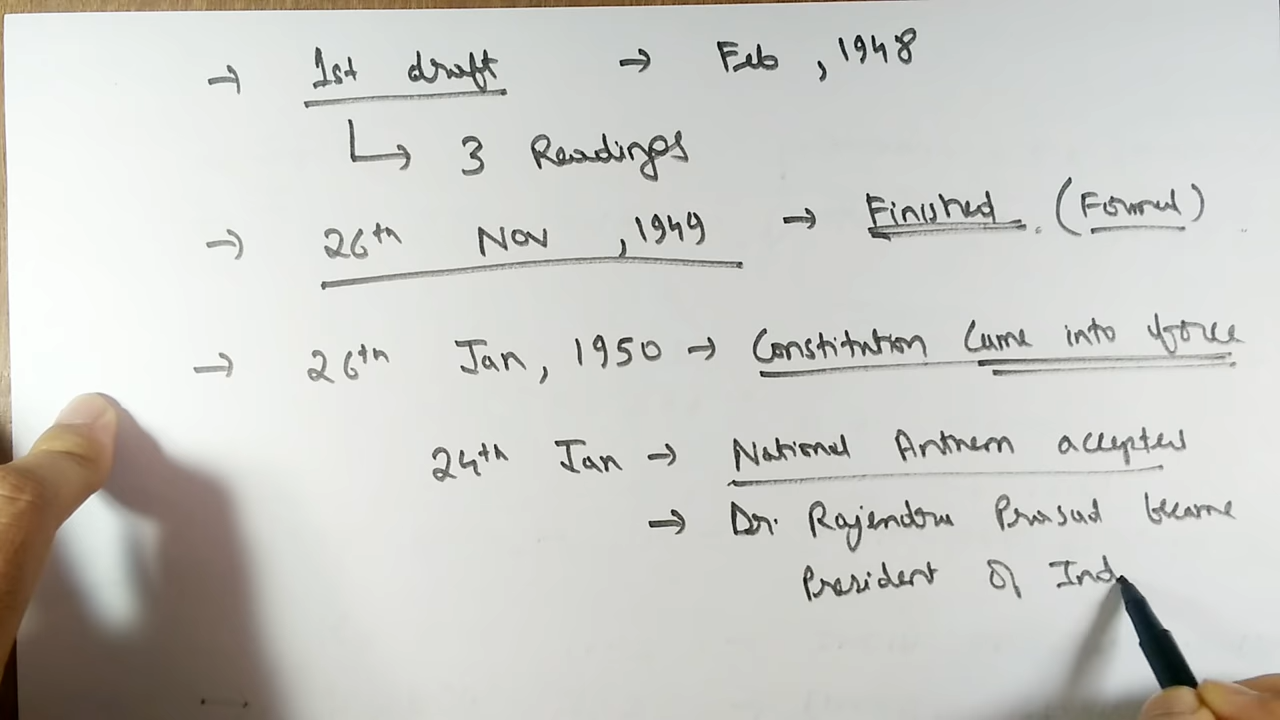 → 1st draft → Feb, 1948
↳ 3 Readings
→ 26th Nov, 1949 → Finished. (Formal)
→ 26th Jan, 1950 → Constitution Came into force
24th Jan → National Anthem accepted
→ Dr. Rajendra Prasad became
President of Ind